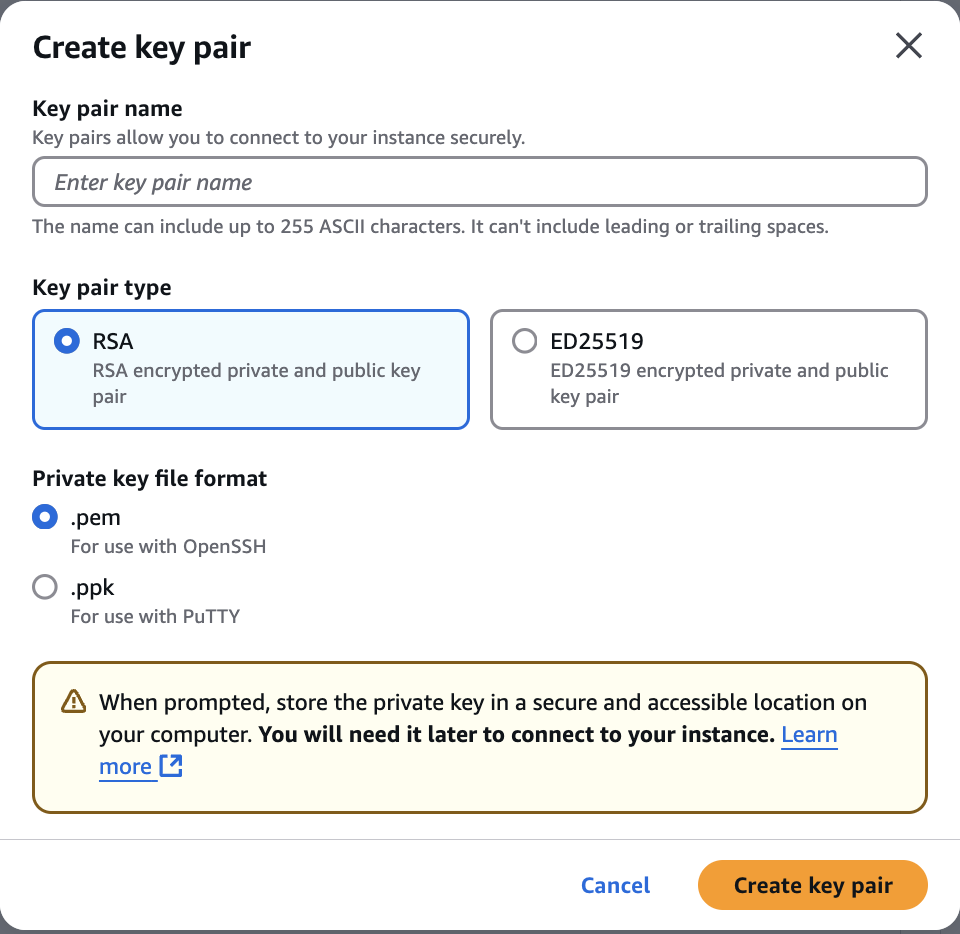 Create key pair
Key pair name
Key pairs allow you to connect to your instance securely.
Enter key pair name
The name can include up to 255 ASCII characters. It can't include leading or trailing spaces.
Key pair type
RSA
RSA encrypted private and public key
pair
ED25519
ED25519 encrypted private and public
key pair
Private key file format
.pem
For use with OpenSSH
.ppk
For use with PuTTY
When prompted, store the private key in a secure and accessible location on
your computer. You will need it later to connect to your instance. Learn
more
Cancel
Create key pair